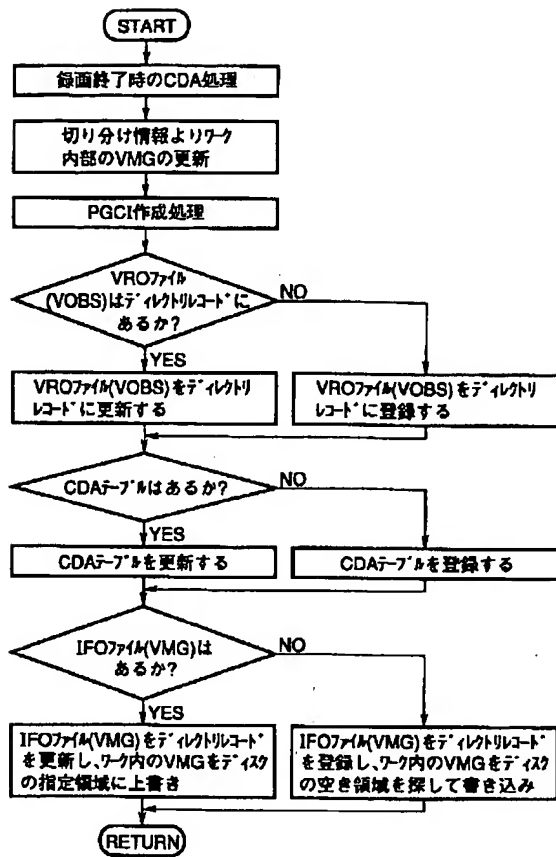 START
録画終了時のCDA処理
切り分け情報よりワーク
内部のVMGの更新
PGCI作成処理
VROファイル
(VOBS)はディレクトリレコードに
あるか?
NO
YES
VROファイル(VOBS)をディレクトリ
レコードに更新する
VROファイル(VOBS)をディレクトリ
レコードに登録する
CDAテーブルはあるか?
NO
YES
CDAテーブルを更新する
CDAテーブルを登録する
IFOファイル(VMG)は
あるか?
NO
YES
IFOファイル(VMG)をディレクトリレコード
を更新し、ワーク内のVMGをディスク
の指定領域に上書き
IFOファイル(VMG)をディレクトリレコード
を登録し、ワーク内のVMGをディスク
の空き領域を探して書き込み
RETURN